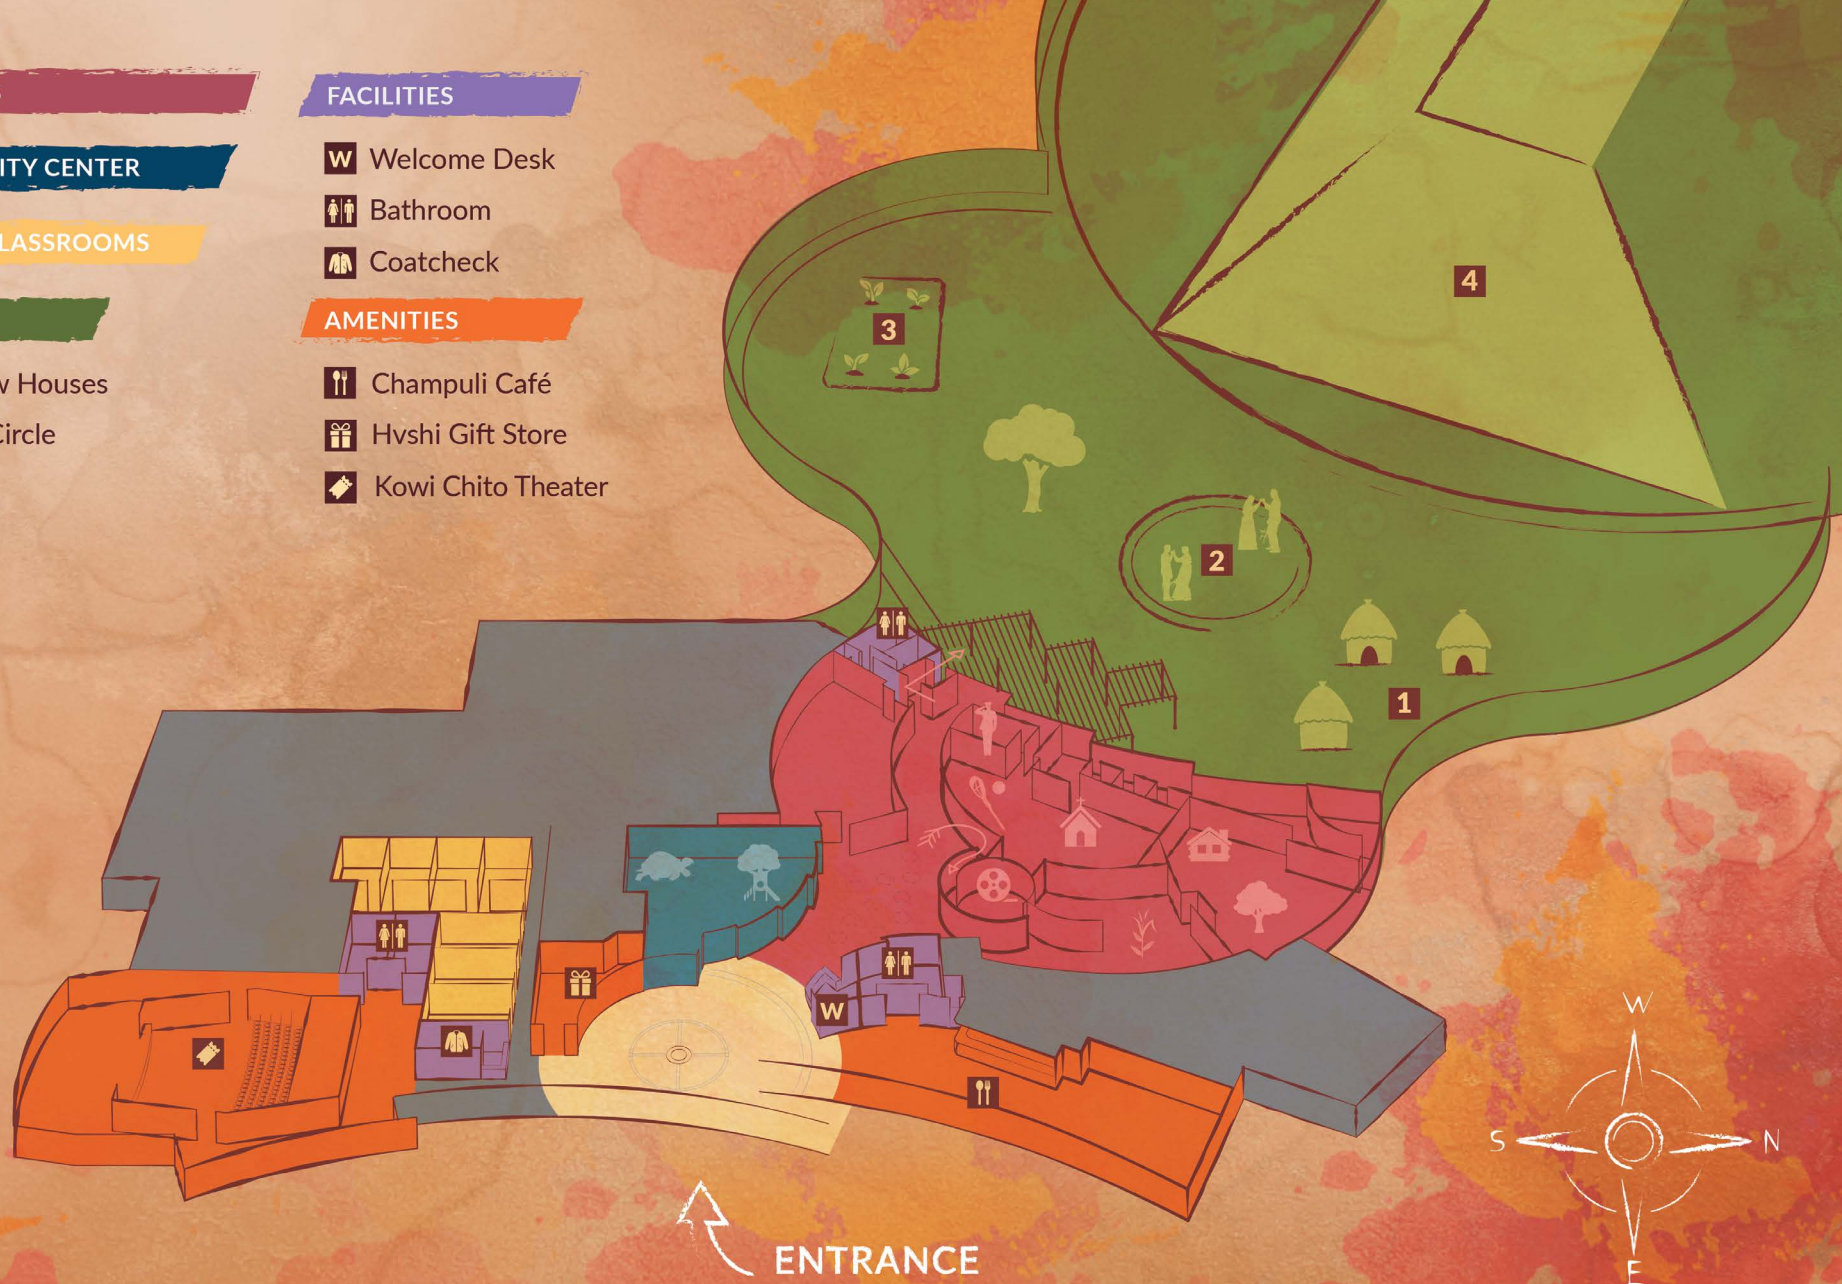 ITY CENTER
LASSROOMS
w Houses
Circle
FACILITIES
W Welcome Desk
Bathroom
Coatcheck
AMENITIES
Champuli Café
Hvshi Gift Store
Kowi Chito Theater
4
3
2
1
W
W
S
N
E
ENTRANCE